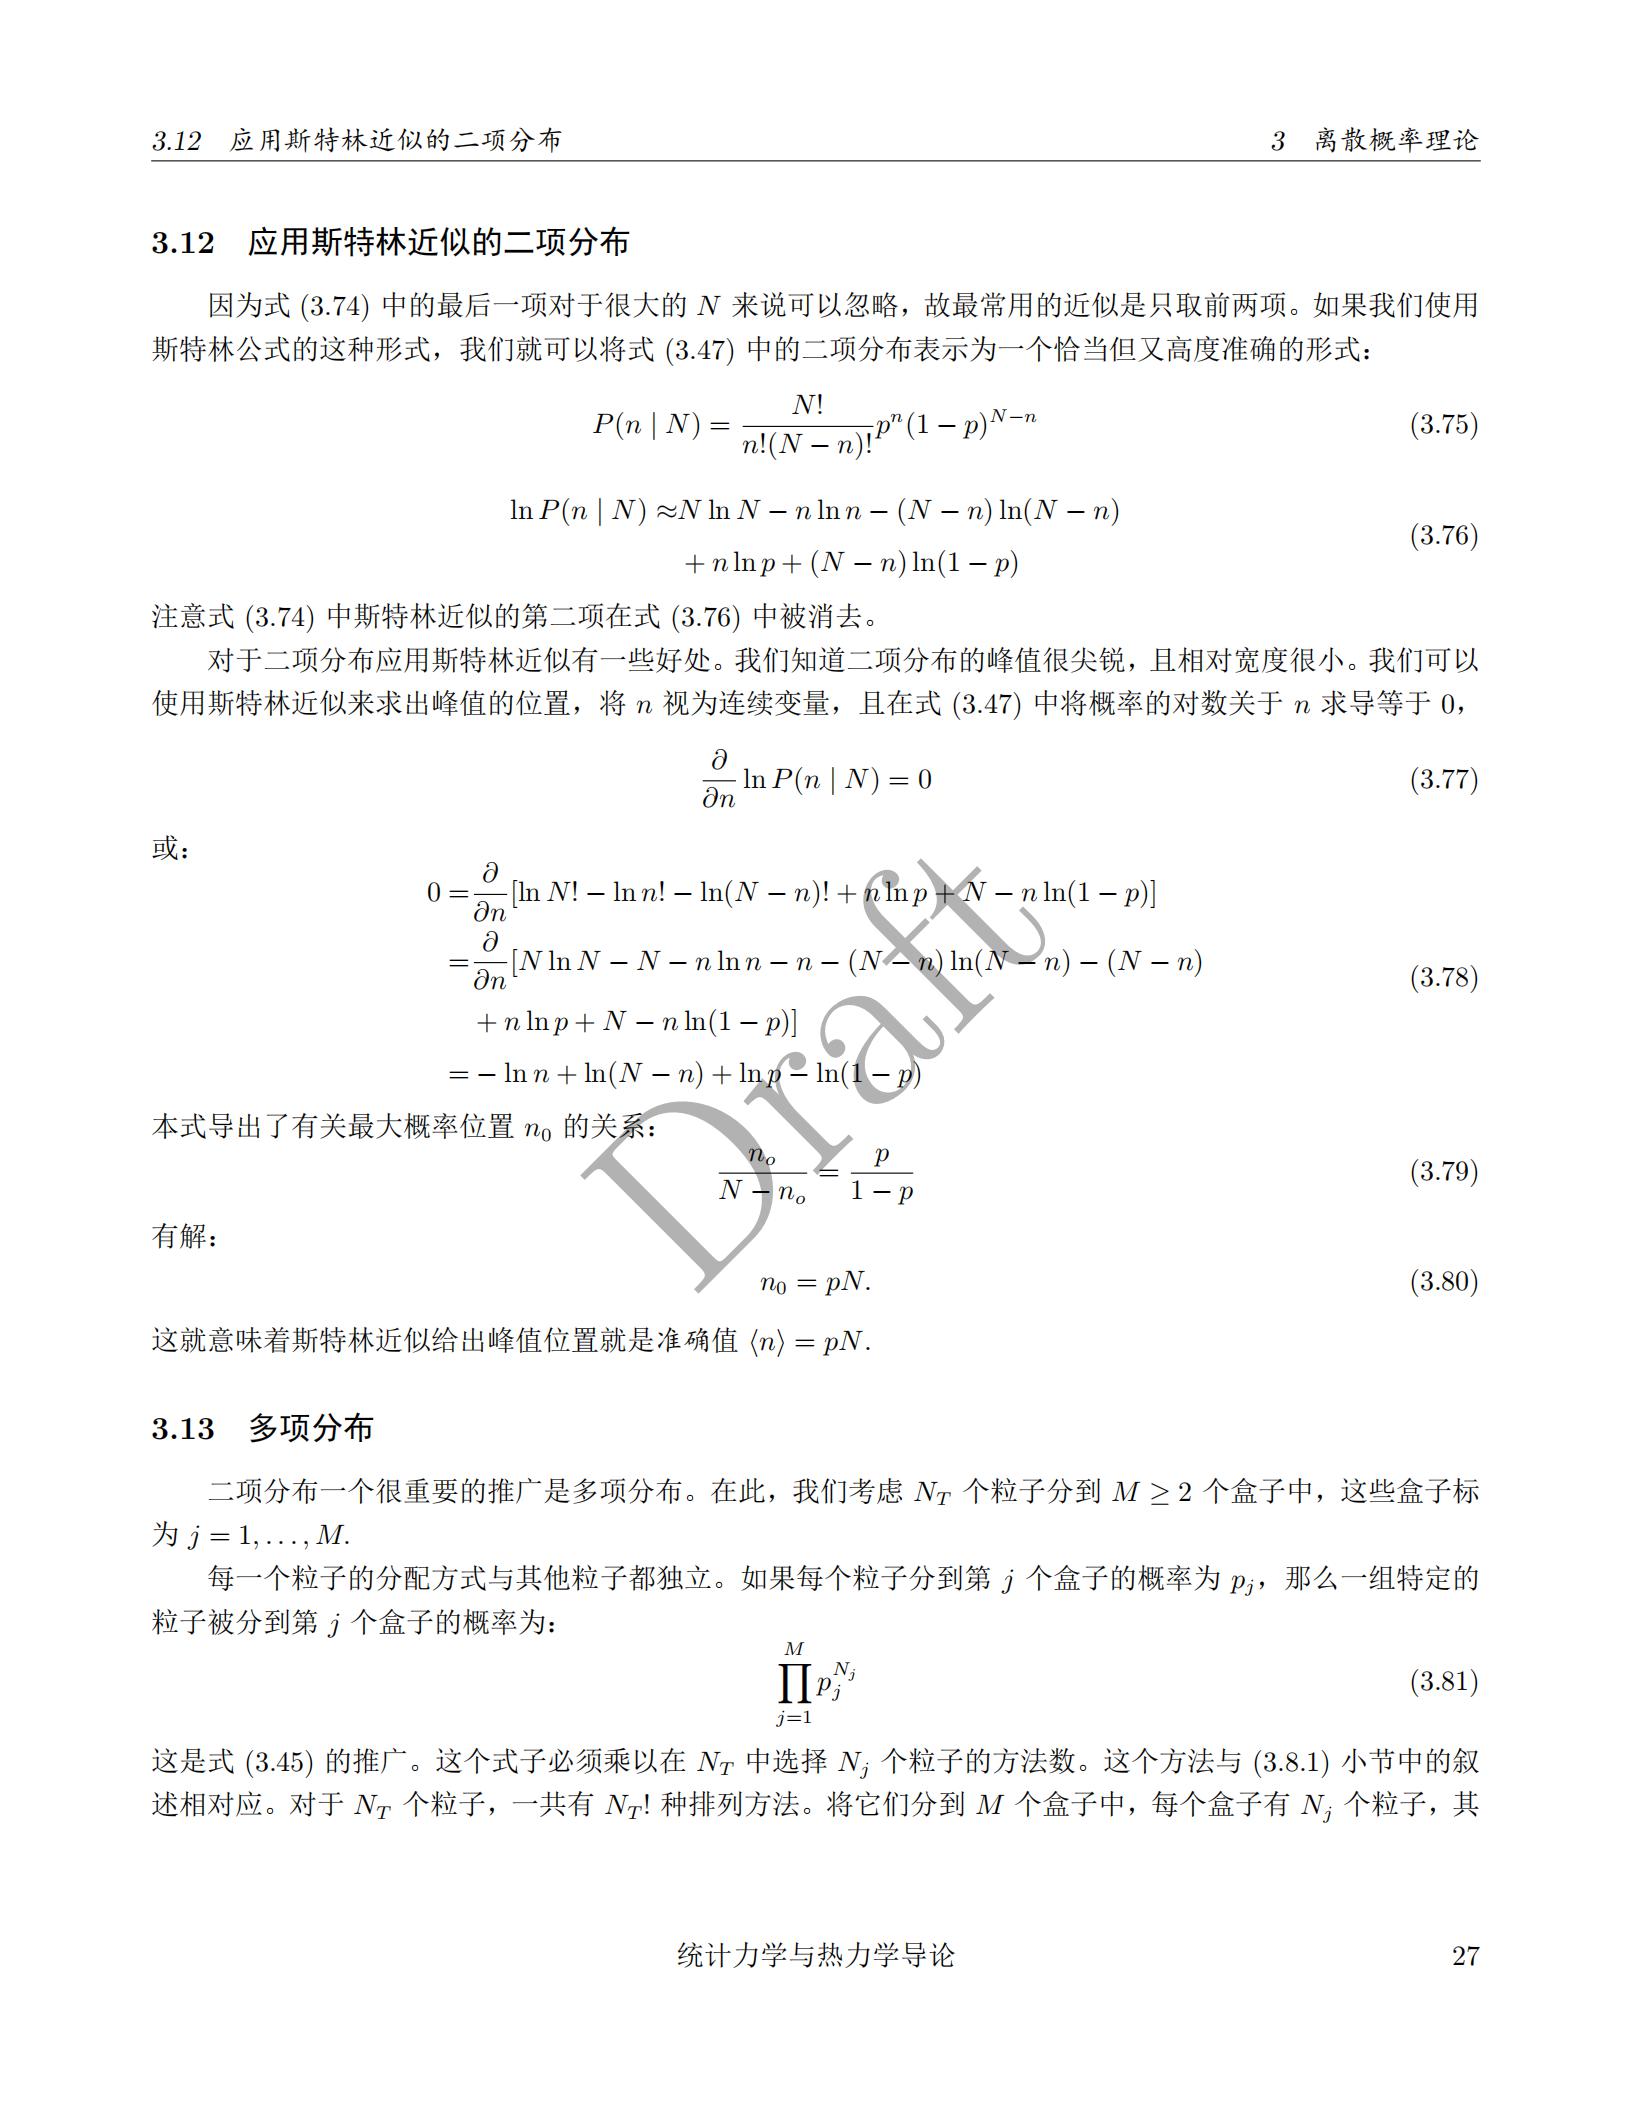 3.12 应用斯特林近似的二项分布 3 离散概率理论
3.12 应用斯特林近似的二项分布
因为式 (3.74) 中的最后一项对于很大的 N 来说可以忽略，故最常用的近似是只取前两项。如果我们使用
斯特林公式的这种形式，我们就可以将式 (3.47) 中的二项分布表示为一个恰当但又高度准确的形式：
P(n | N) = \frac{N!}{n!(N − n)!} p^n (1 − p)^{N−n} (3.75)
ln P(n | N) ≈ N ln N − n ln n − (N − n) ln(N − n)
+ n ln p + (N − n) ln(1 − p) (3.76)
注意式 (3.74) 中斯特林近似的第二项在式 (3.76) 中被消去。
对于二项分布应用斯特林近似有一些好处。我们知道二项分布的峰值很尖锐，且相对宽度很小。我们可以
使用斯特林近似来求出峰值的位置，将 n 视为连续变量，且在式 (3.47) 中将概率的对数关于 n 求导等于 0，
\frac{∂}{∂n} ln P(n | N) = 0 (3.77)
或：
0 = \frac{∂}{∂n} [ln N! − ln n! − ln(N − n)! + n ln p + N − n ln(1 − p)]
= \frac{∂}{∂n} [N ln N − N − n ln n − n − (N − n) ln(N − n) − (N − n)
+ n ln p + N − n ln(1 − p)] (3.78)
= − ln n + ln(N − n) + ln p − ln(1 − p)
本式导出了有关最大概率位置 n_0 的关系：
\frac{n_o}{N − n_o} = \frac{p}{1 − p} (3.79)
有解：
n_0 = pN. (3.80)
这就意味着斯特林近似给出峰值位置就是准确值 ⟨n⟩ = pN.
3.13 多项分布
二项分布一个很重要的推广是多项分布。在此，我们考虑 N_T 个粒子分到 M ≥ 2 个盒子中，这些盒子标
为 j = 1, . . . , M.
每一个粒子的分配方式与其他粒子都独立。如果每个粒子分到第 j 个盒子的概率为 p_j，那么一组特定的
粒子被分到第 j 个盒子的概率为：
\prod_{j=1}^{M} p_j^{N_j} (3.81)
这是式 (3.45) 的推广。这个式子必须乘以在 N_T 中选择 N_j 个粒子的方法数。这个方法与 (3.8.1) 小节中的叙
述相对应。对于 N_T 个粒子，一共有 N_T! 种排列方法。将它们分到 M 个盒子中，每个盒子有 N_j 个粒子，其
统计力学与热力学导论 27
Draft